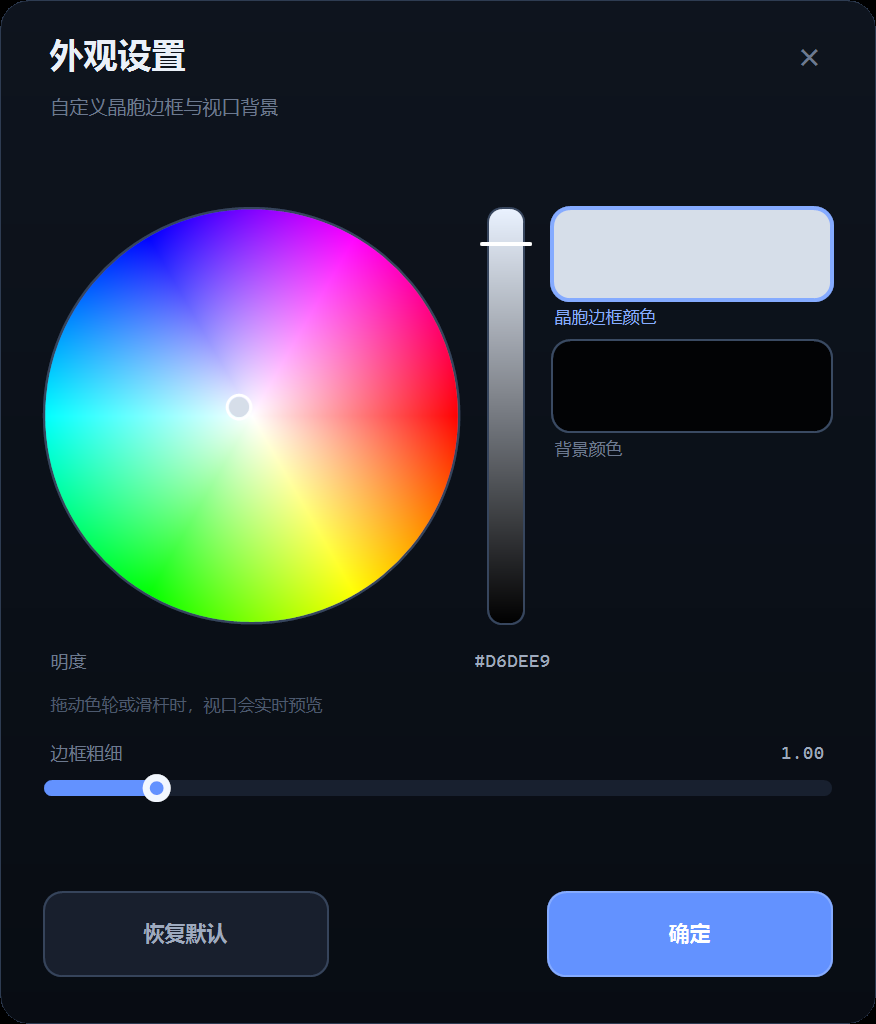 外观设置
自定义晶胞边框与视口背景
晶胞边框颜色
背景颜色
明度
#D6DEE9
拖动色轮或滑杆时，视口会实时预览
边框粗细
1.00
恢复默认
确定